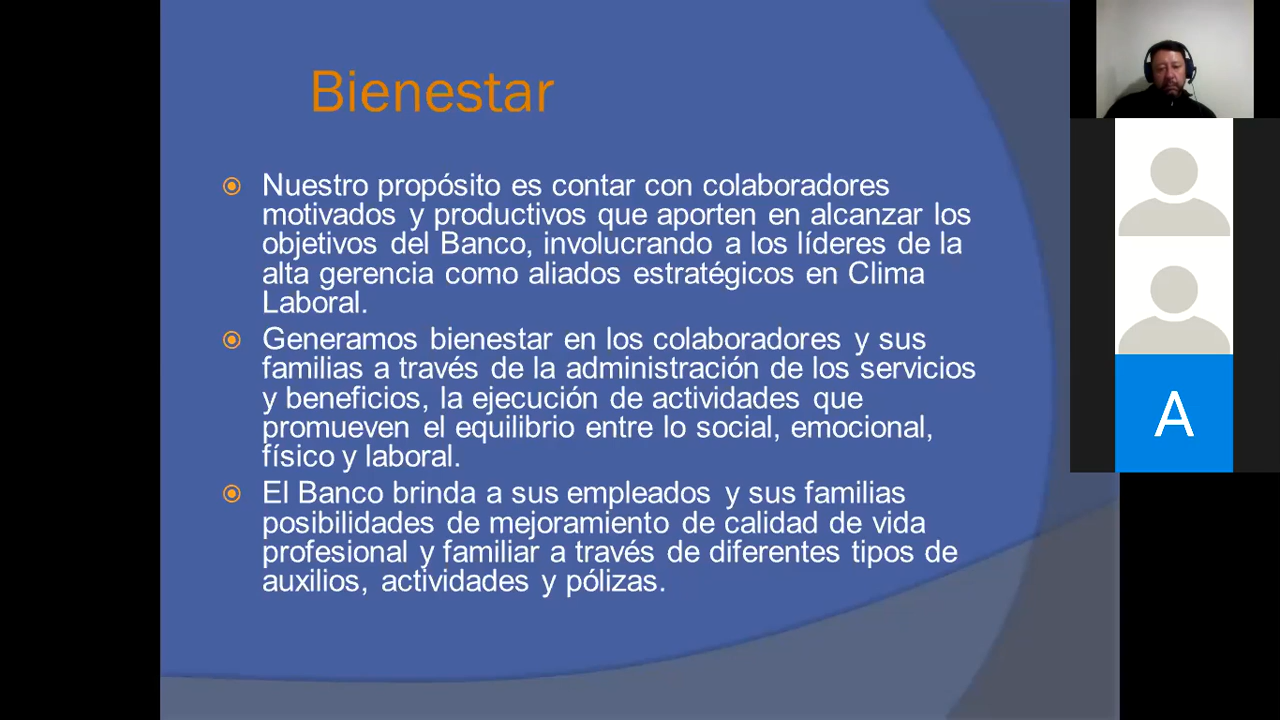 Bienestar
Nuestro propósito es contar con colaboradores
motivados y productivos que aporten en alcanzar los
objetivos del Banco, involucrando a los líderes de la
alta gerencia como aliados estratégicos en Clima
Laboral.
Generamos bienestar en los colaboradores y sus
familias a través de la administración de los servicios
y beneficios, la ejecución de actividades que
promueven el equilibrio entre lo social, emocional,
físico y laboral.
El Banco brinda a sus empleados y sus familias
posibilidades de mejoramiento de calidad de vida
profesional y familiar a través de diferentes tipos de
auxilios, actividades y pólizas.
A